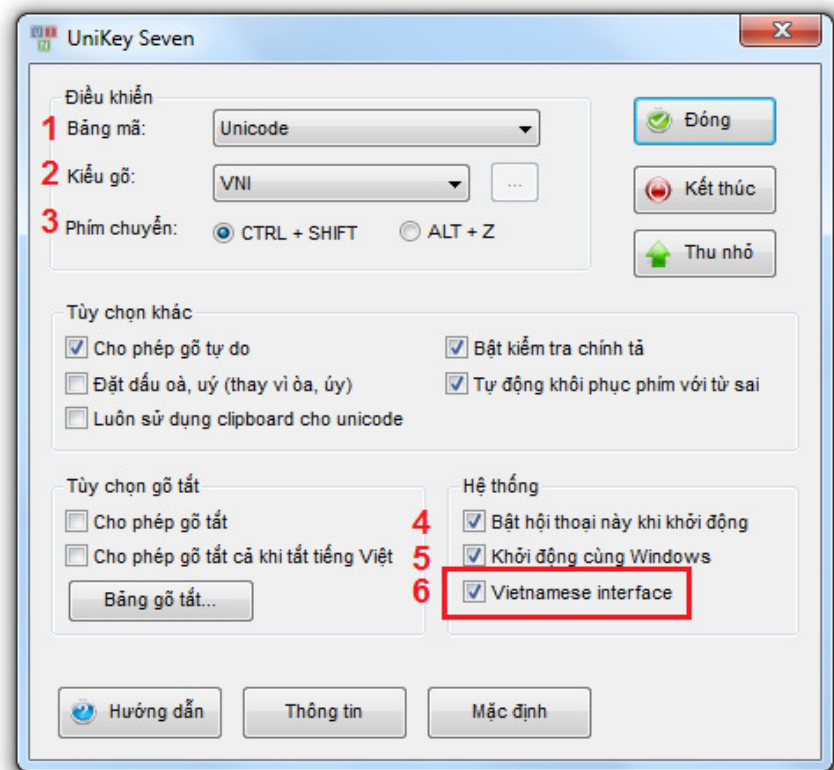 UniKey Seven
Điều khiển
1 Bảng mã: Unicode
Đóng
2 Kiểu gõ: VNI ...
Kết thúc
3 Phím chuyển: CTRL + SHIFT ALT + Z
Thu nhỏ
Tùy chọn khác
Cho phép gõ tự do Bật kiểm tra chính tả
Đặt dấu oà, uý (thay vì òa, úy) Tự động khôi phục phím với từ sai
Luôn sử dụng clipboard cho unicode
Tùy chọn gõ tắt
Cho phép gõ tắt
Cho phép gõ tắt cả khi tắt tiếng Việt
Bảng gõ tắt...
Hệ thống
4 Bật hội thoại này khi khởi động
5 Khởi động cùng Windows
6 Vietnamese interface
Hướng dẫn Thông tin Mặc định